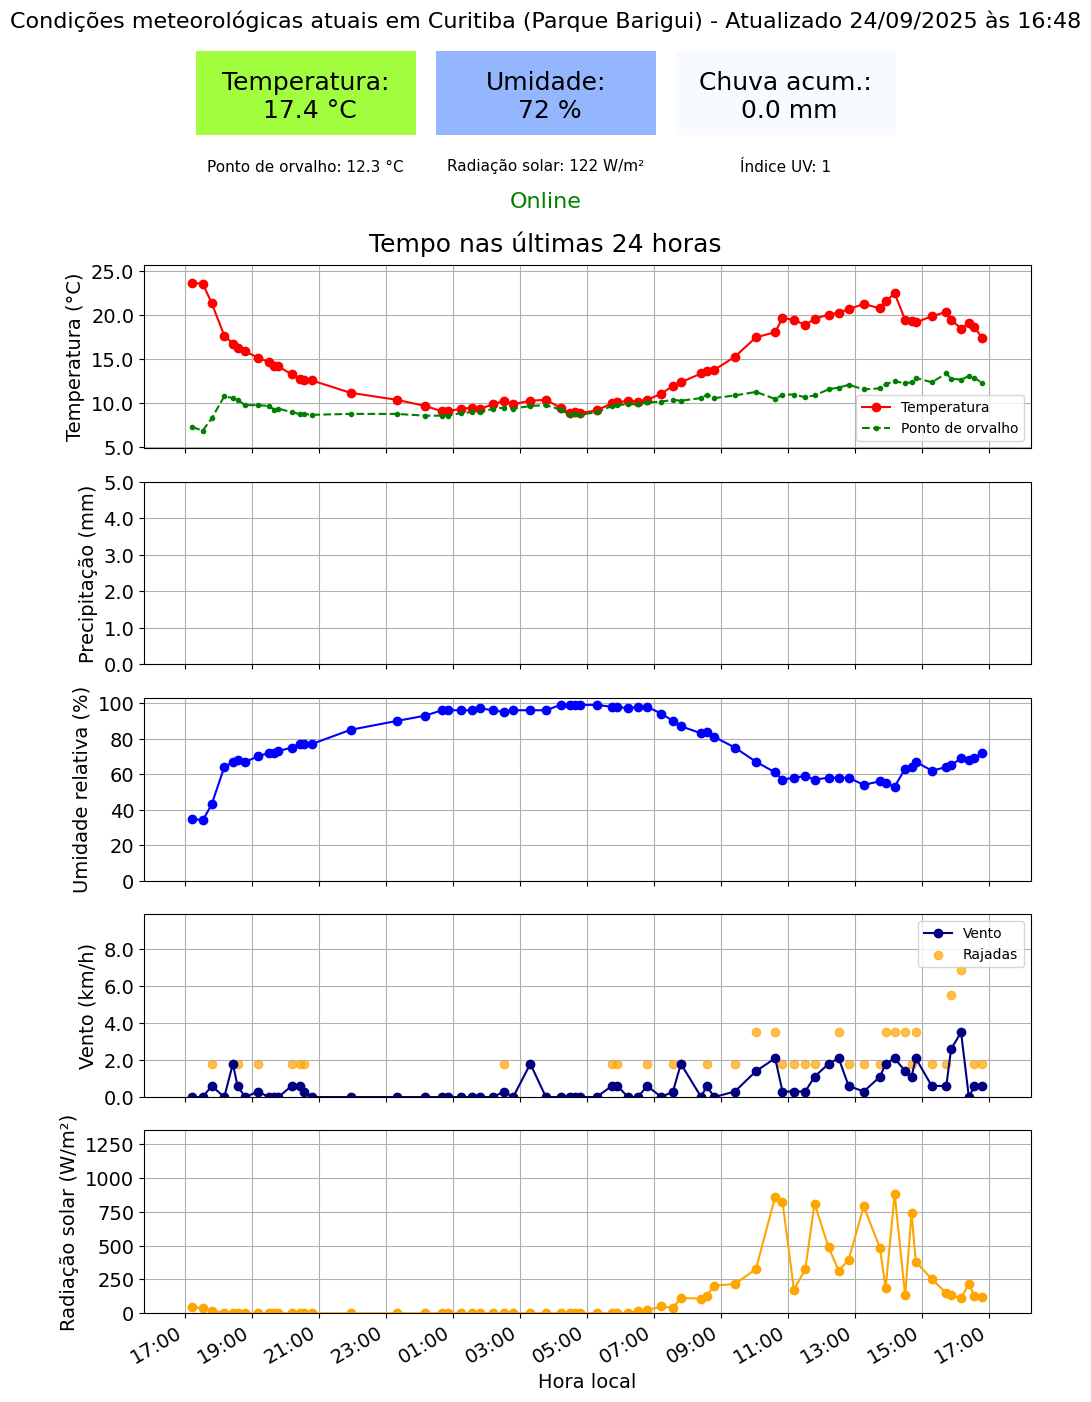 Condições meteorológicas atuais em Curitiba (Parque Barigui) - Atualizado 24/09/2025 às 16:48
Temperatura:
17.4 °C
Umidade:
72 %
Chuva acum.:
0.0 mm
Ponto de orvalho: 12.3 °C
Radiação solar: 122 W/m²
Índice UV: 1
Online
Tempo nas últimas 24 horas
Temperatura (°C)
25.0
20.0
15.0
10.0
5.0
Temperatura
Ponto de orvalho
Precipitação (mm)
5.0
4.0
3.0
2.0
1.0
0.0
Umidade relativa (%)
100
80
60
40
20
0
Vento (km/h)
8.0
6.0
4.0
2.0
0.0
Vento
Rajadas
Radiação solar (W/m²)
1250
1000
750
500
250
0
17:00
19:00
21:00
23:00
01:00
03:00
05:00
07:00
09:00
11:00
13:00
15:00
17:00
Hora local